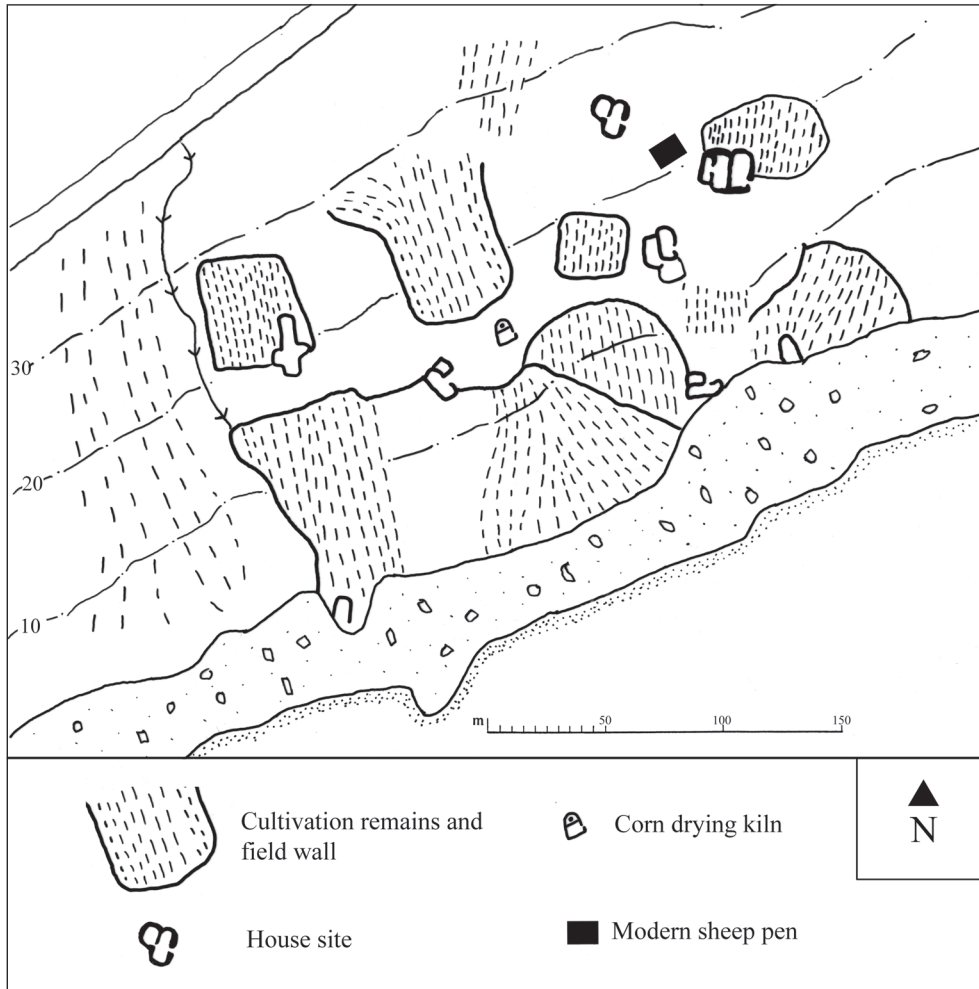 30
20
10
m 50 100 150
Cultivation remains and
field wall
Corn drying kiln
N
House site
Modern sheep pen